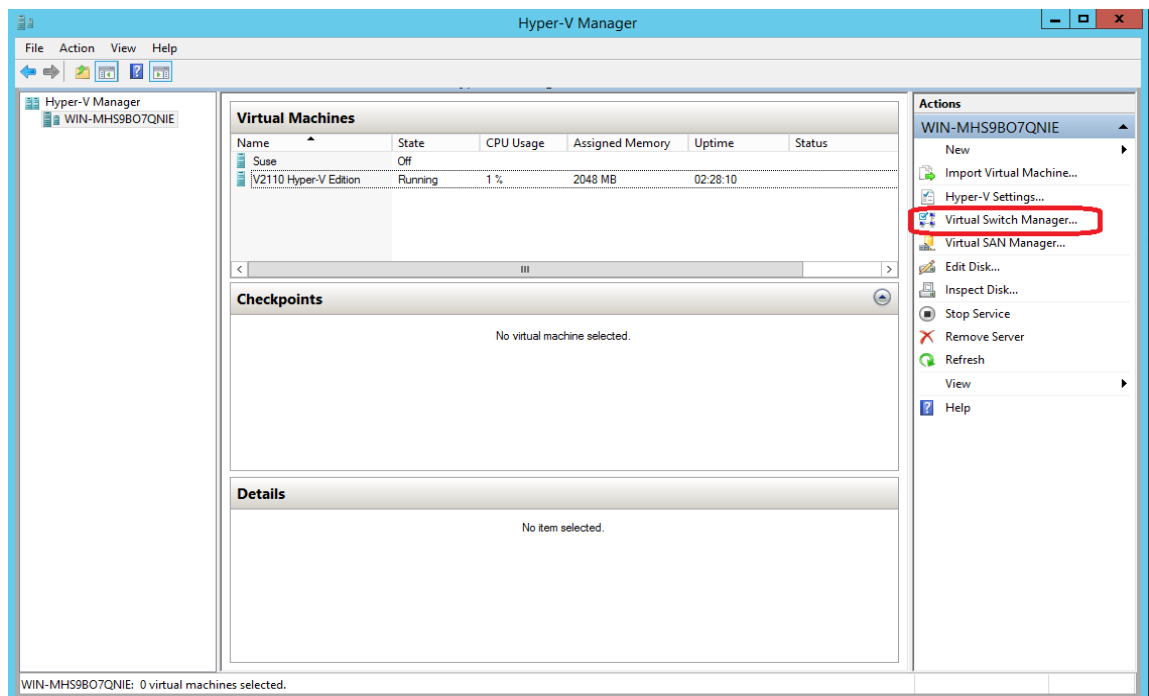 Hyper-V Manager
File Action View Help
Hyper-V Manager
WIN-MHS9BO7QNIE
Virtual Machines
Name State CPU Usage Assigned Memory Uptime Status
Suse Off
V2110 Hyper-V Edition Running 1 % 2048 MB 02:28:10
Checkpoints
No virtual machine selected.
Details
No item selected.
Actions
WIN-MHS9BO7QNIE
New
Import Virtual Machine...
Hyper-V Settings...
Virtual Switch Manager...
Virtual SAN Manager...
Edit Disk...
Inspect Disk...
Stop Service
Remove Server
Refresh
View
Help
WIN-MHS9BO7QNIE: 0 virtual machines selected.